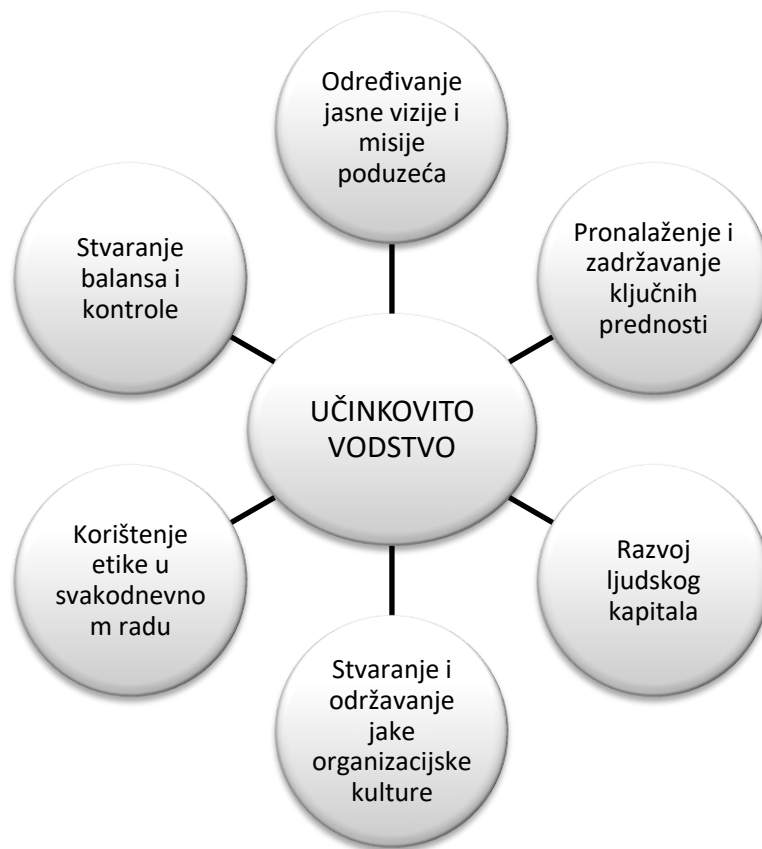 Određivanje
jasne vizije i
misije
poduzeća
Pronalaženje i
zadržavanje
ključnih
prednosti
Razvoj
ljudskog
kapitala
Stvaranje i
održavanje
jake
organizacijske
kulture
Korištenje
etike u
svakodnevno
m radu
Stvaranje
balansa i
kontrole
UČINKOVITO
VODSTVO